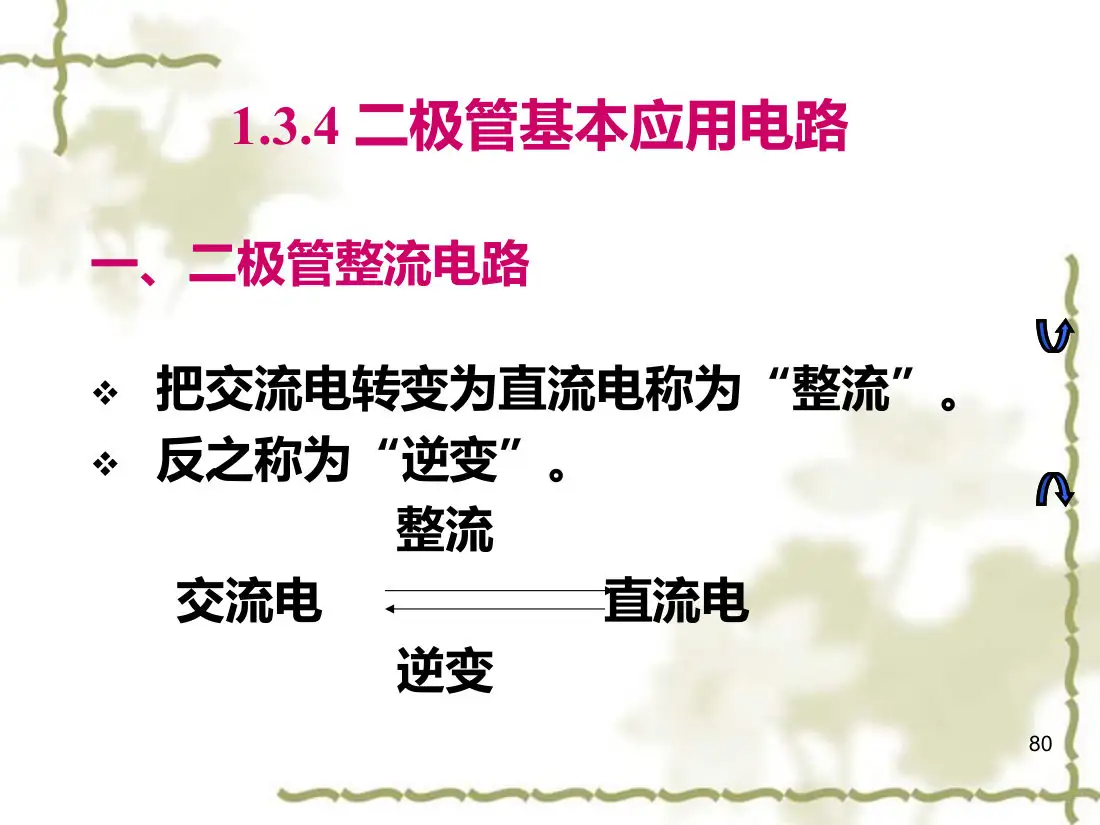 1.3.4 二极管基本应用电路
一、二极管整流电路
把交流电转变为直流电称为“整流”。
反之称为“逆变”。
整流
交流电 直流电
逆变
80